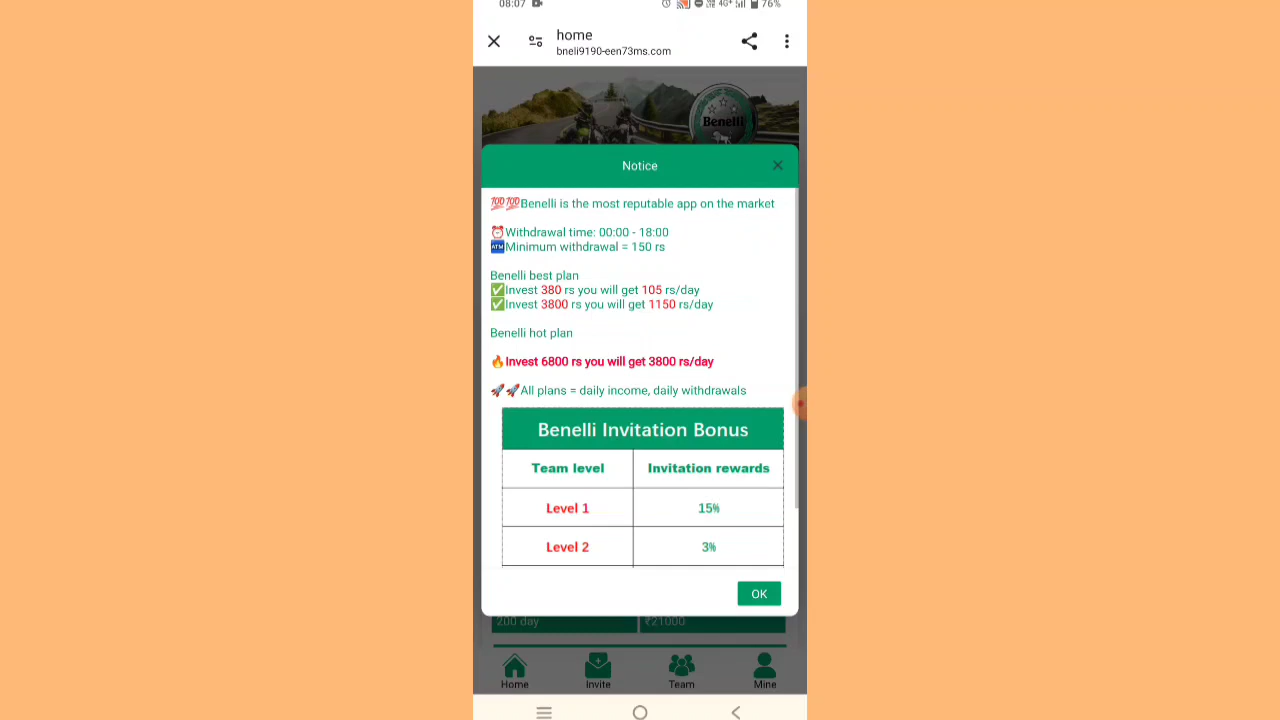 08:07 4G+ 76%
home
bneli9190-een73ms.com
Benelli
Notice
💯💯Benelli is the most reputable app on the market
⏰Withdrawal time: 00:00 - 18:00
🏧Minimum withdrawal = 150 rs
Benelli best plan
✅Invest 380 rs you will get 105 rs/day
✅Invest 3800 rs you will get 1150 rs/day
Benelli hot plan
🔥Invest 6800 rs you will get 3800 rs/day
🚀🚀All plans = daily income, daily withdrawals
Benelli Invitation Bonus
Team level Invitation rewards
Level 1 15%
Level 2 3%
OK
200 day ₹21000
Home Invite Team Mine